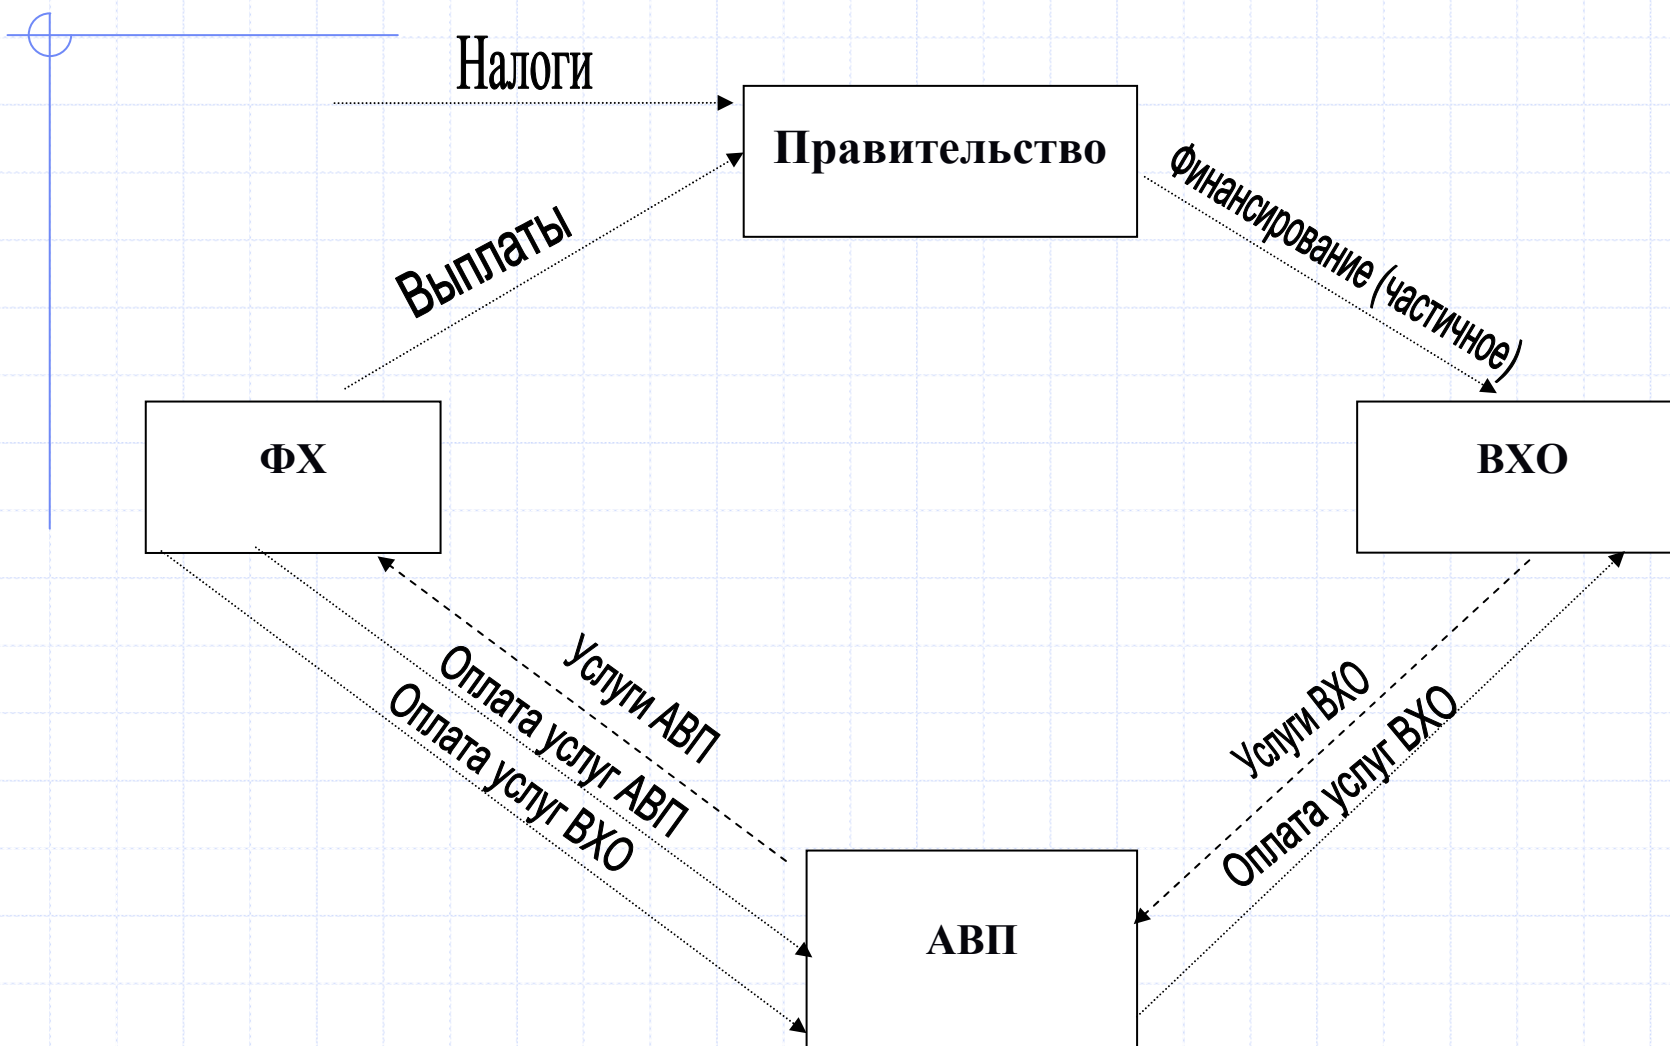 Налоги
Правительство
Финансирование (частичное)
Выплаты
ФХ
ВХО
Услуги АВП
Оплата услуг АВП
Оплата услуг ВХО
Услуги ВХО
Оплата услуг ВХО
АВП